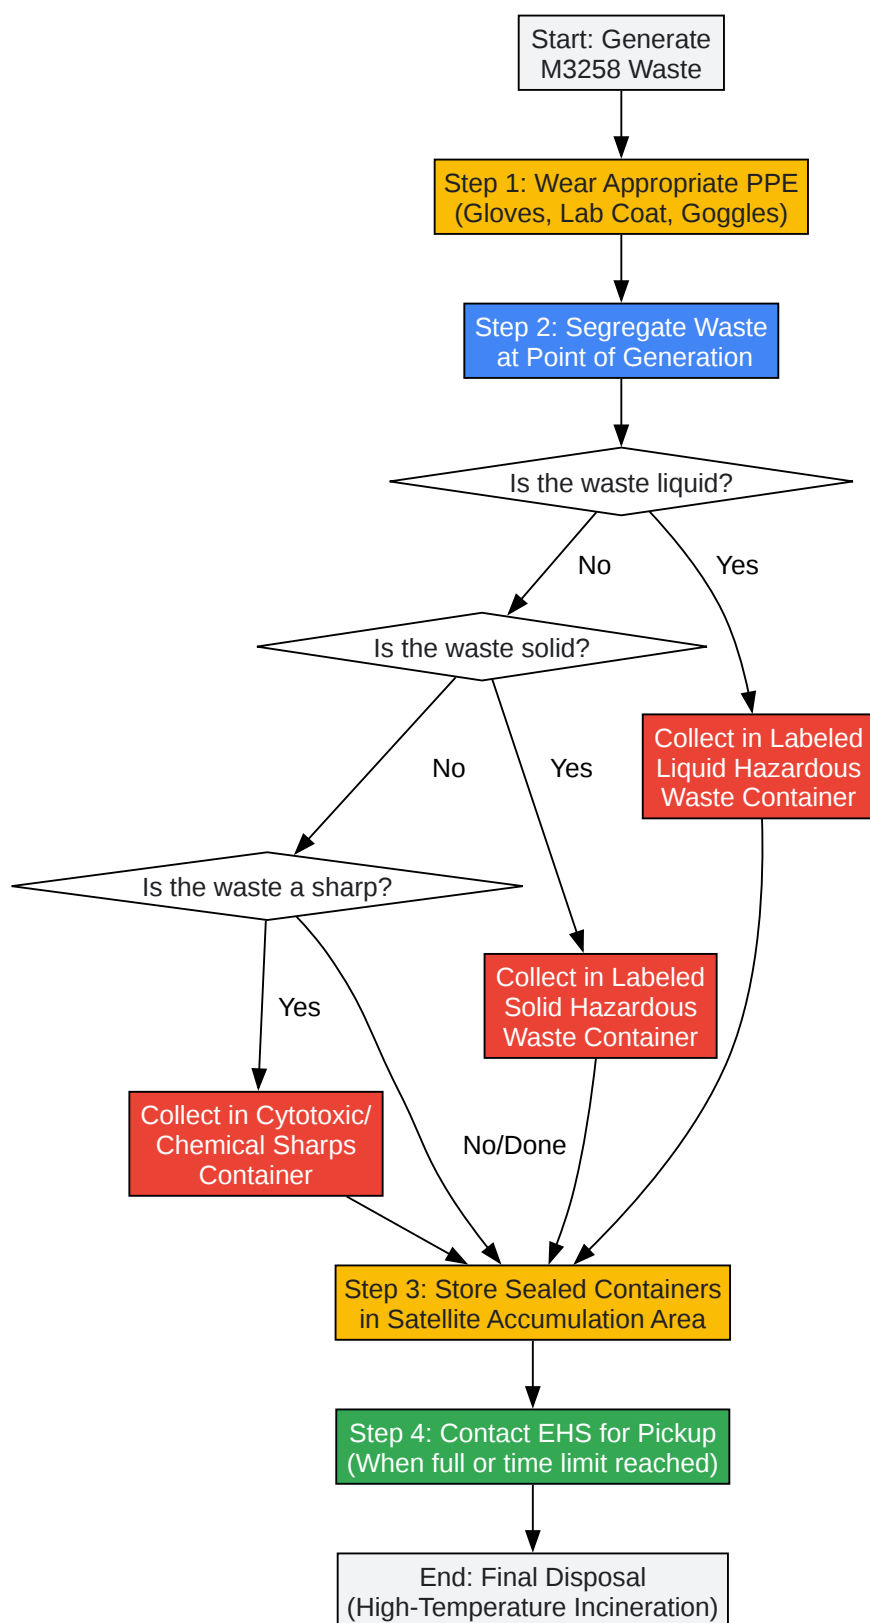 Start: Generate
M3258 Waste
Step 1: Wear Appropriate PPE
(Gloves, Lab Coat, Goggles)
Step 2: Segregate Waste
at Point of Generation
Is the waste liquid?
No
Yes
Is the waste solid?
No
Yes
Collect in Labeled
Liquid Hazardous
Waste Container
Is the waste a sharp?
Yes
No/Done
Collect in Labeled
Solid Hazardous
Waste Container
Collect in Cytotoxic/
Chemical Sharps
Container
Step 3: Store Sealed Containers
in Satellite Accumulation Area
Step 4: Contact EHS for Pickup
(When full or time limit reached)
End: Final Disposal
(High-Temperature Incineration)